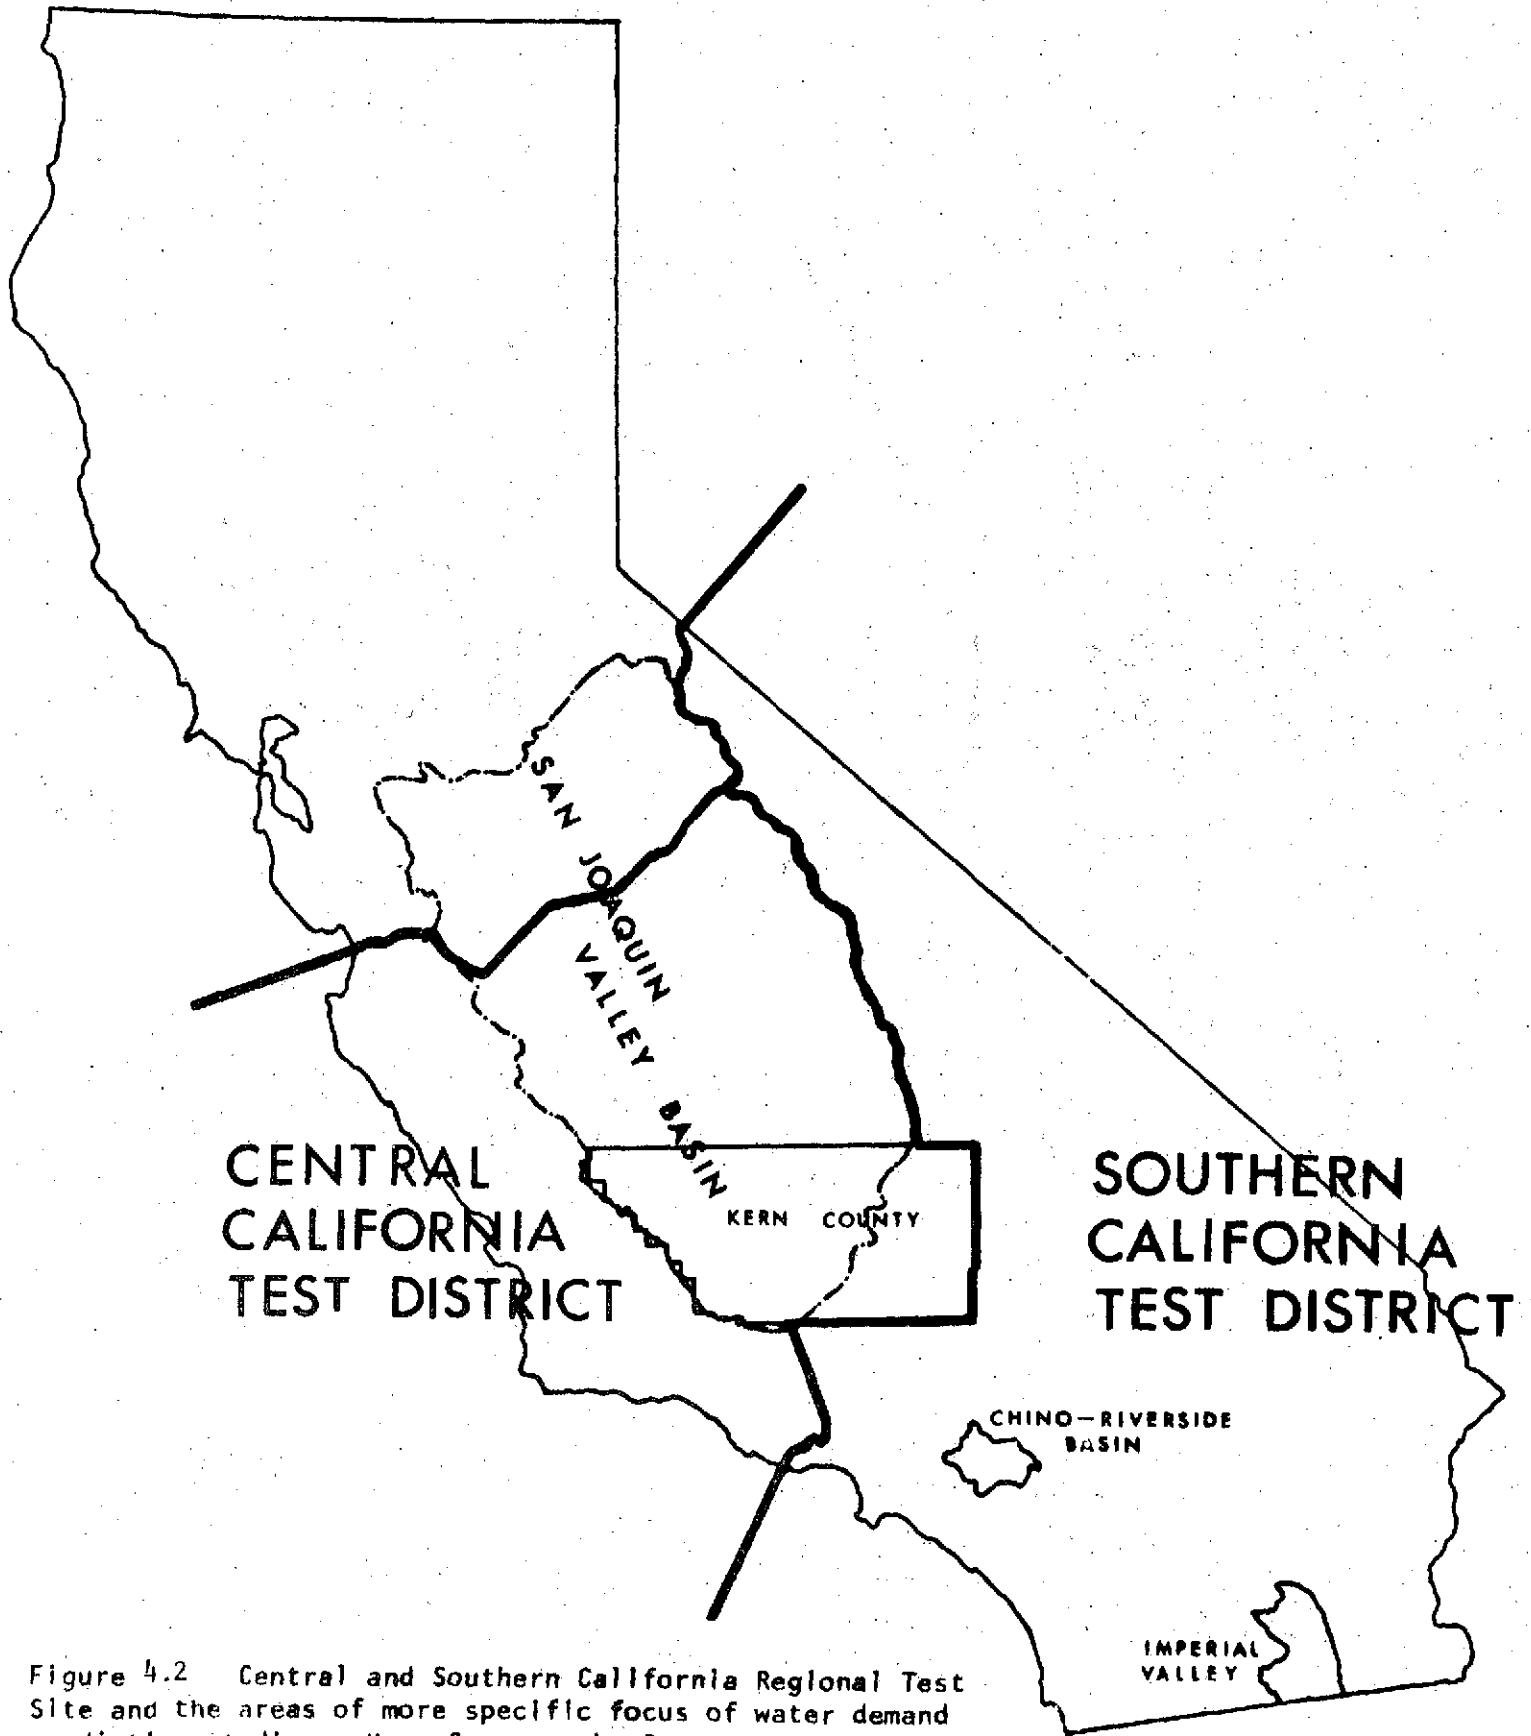 SAN JOAQUIN
VALLEY BASIN
CENTRAL
CALIFORNIA
TEST DISTRICT
KERN COUNTY
SOUTHERN
CALIFORNIA
TEST DISTRICT
CHINO-RIVERSIDE
BASIN
IMPERIAL
VALLEY
Figure 4.2 Central and Southern California Regional Test
Site and the areas of more specific focus of water demand